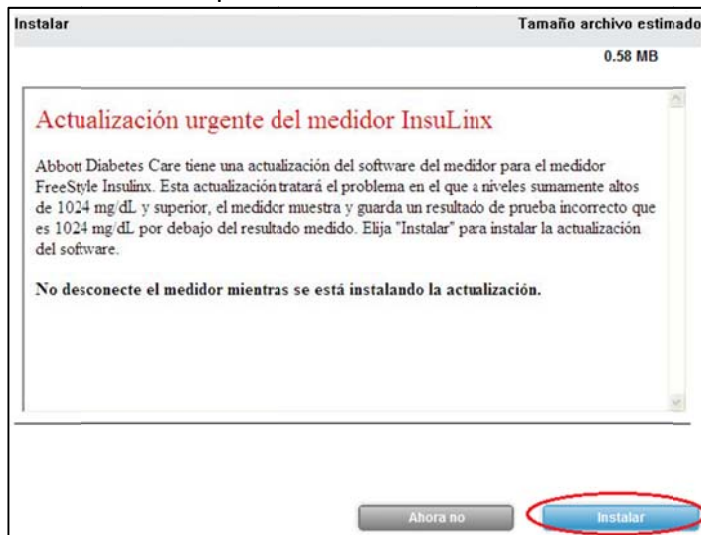 Instalar Tamaño archivo estimado
0.58 MB
Actualización urgente del medidor InsuLinx
Abbott Diabetes Care tiene una actualización del software del medidor para el medidor
FreeStyle Insulinx. Esta actualización tratará el problema en el que a niveles sumamente altos
de 1024 mg/dL y superior, el medidor muestra y guarda un resultado de prueba incorrecto que
es 1024 mg/dL por debajo del resultado medido. Elija "Instalar" para instalar la actualización
del software.
No desconecte el medidor mientras se está instalando la actualización.
Ahora no Instalar